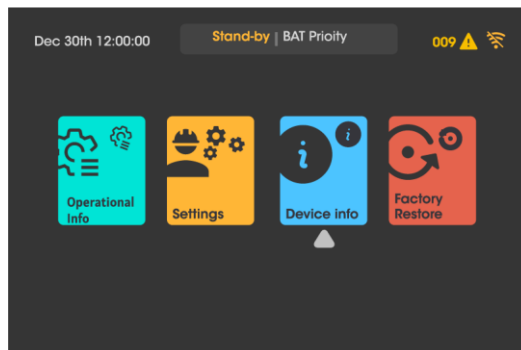 Dec 30th 12:00:00
Stand-by | BAT Prioity
009
Operational
Info
Settings
Device info
Factory
Restore